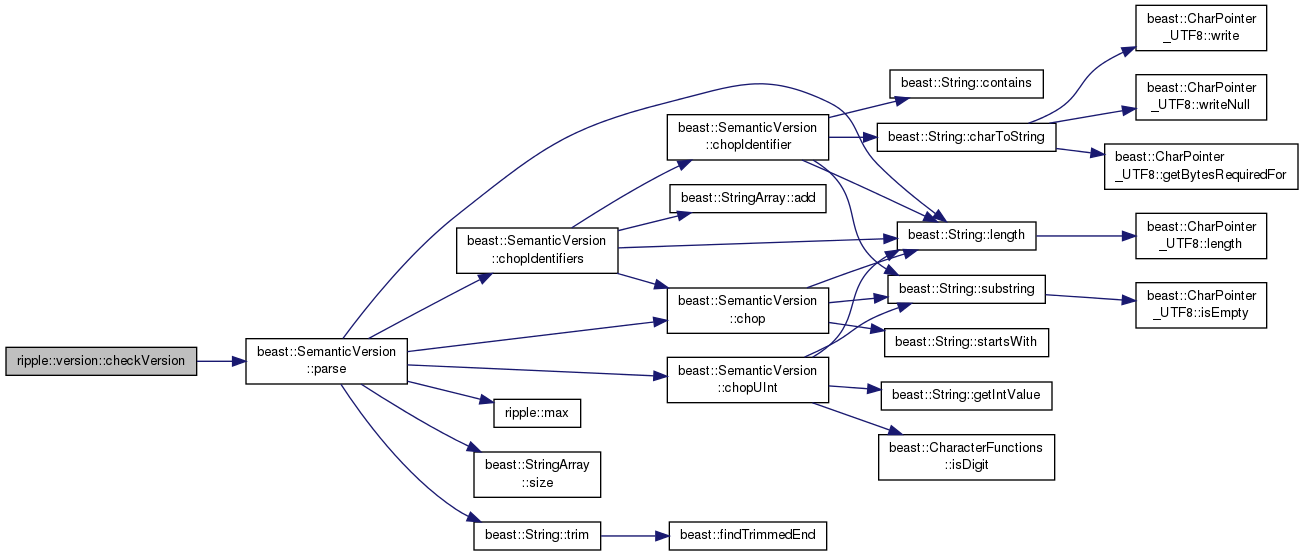 ripple::version::checkVersion
beast::SemanticVersion
::parse
beast::SemanticVersion
::chopIdentifiers
ripple::max
beast::StringArray
::size
beast::String::trim
beast::SemanticVersion
::chopIdentifier
beast::StringArray::add
beast::SemanticVersion
::chop
beast::SemanticVersion
::chopUInt
beast::findTrimmedEnd
beast::String::contains
beast::String::charToString
beast::String::length
beast::String::substring
beast::String::startsWith
beast::String::getIntValue
beast::CharacterFunctions
::isDigit
beast::CharPointer
_UTF8::write
beast::CharPointer
_UTF8::writeNull
beast::CharPointer
_UTF8::getBytesRequiredFor
beast::CharPointer
_UTF8::length
beast::CharPointer
_UTF8::isEmpty